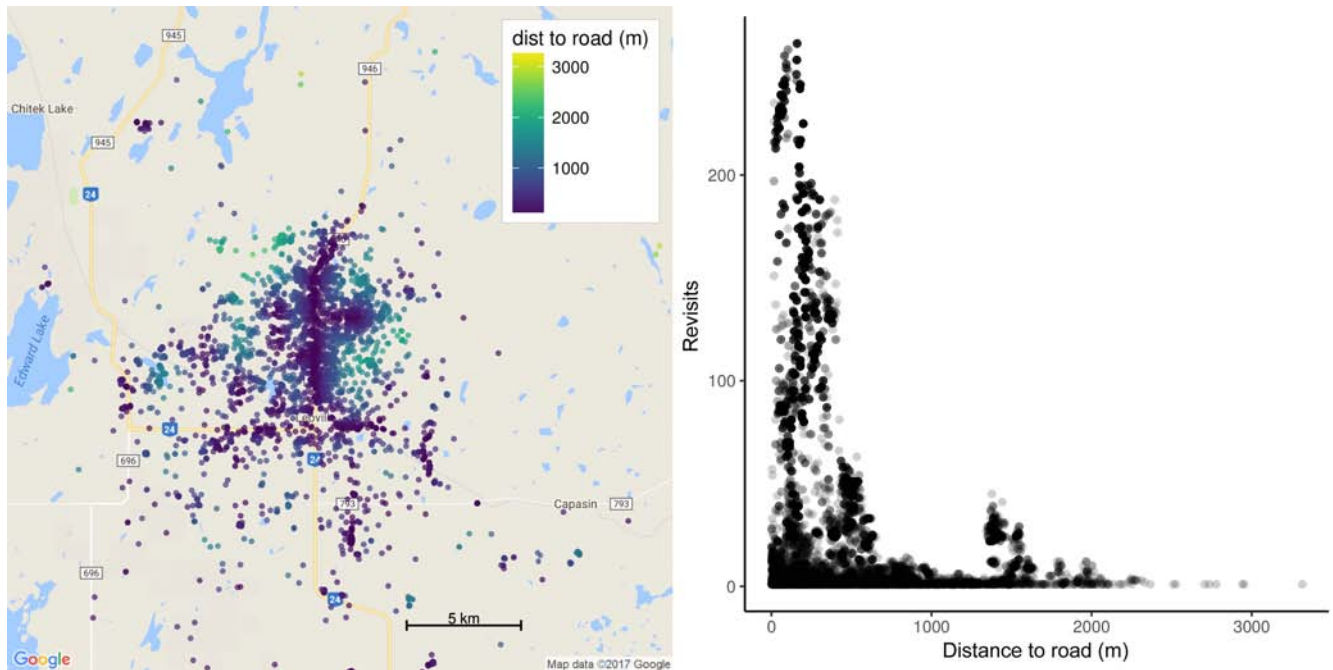 945
946
Chitek Lake
945
24
Edward Lake
24
696
24
793
Capasin
793
696
24
5 km
Google
Map data ©2017 Google
dist to road (m)
3000
2000
1000
Revisits
200
100
0
0
1000
2000
3000
Distance to road (m)